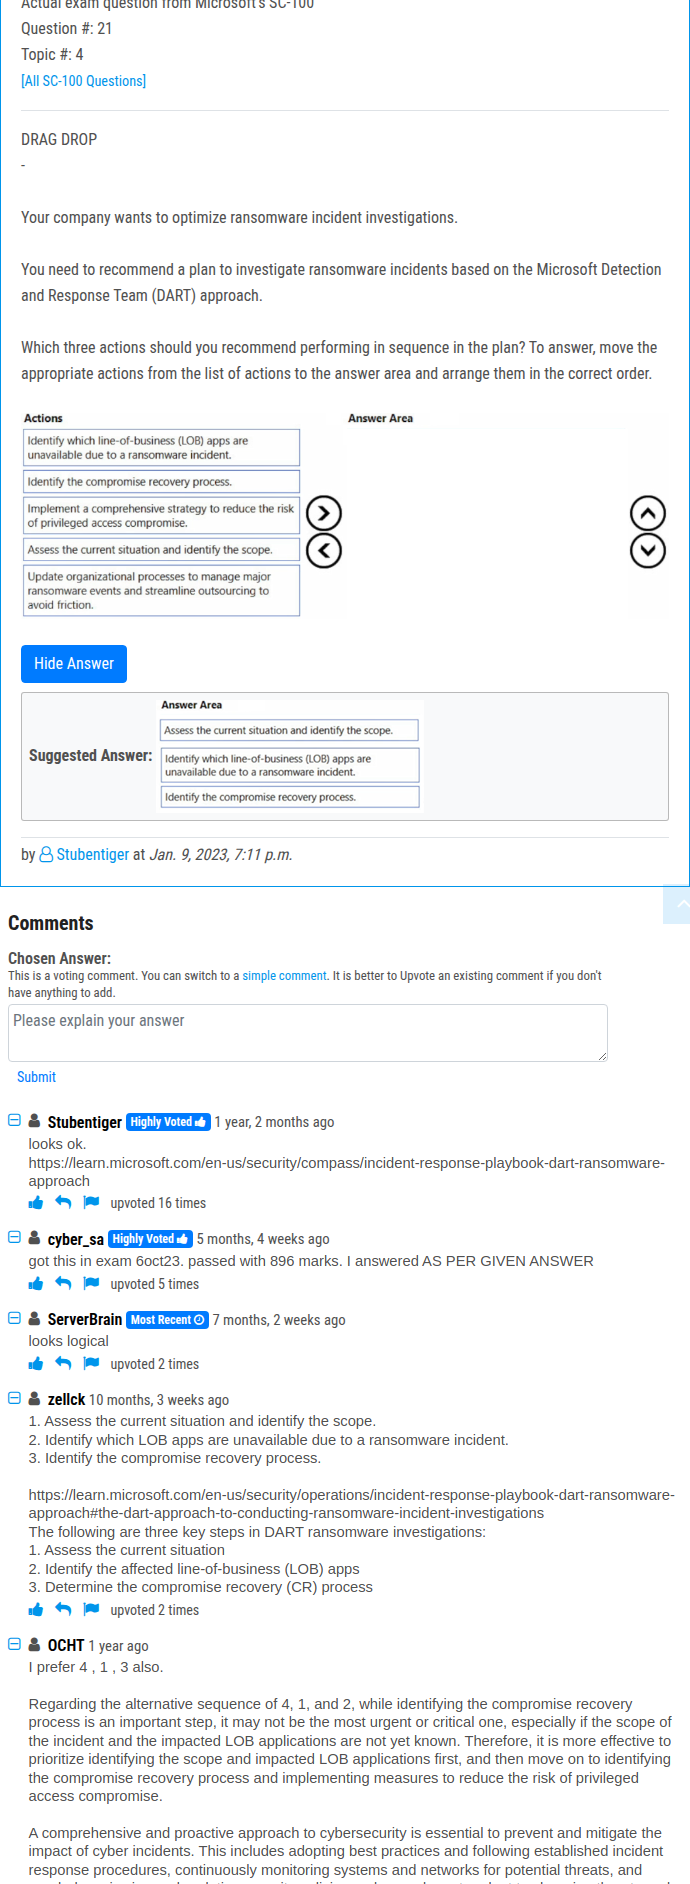 Actual exam question from Microsoft's SC-100
Question #: 21
Topic #: 4
[All SC-100 Questions]
DRAG DROP
-
Your company wants to optimize ransomware incident investigations.
You need to recommend a plan to investigate ransomware incidents based on the Microsoft Detection
and Response Team (DART) approach.
Which three actions should you recommend performing in sequence in the plan? To answer, move the
appropriate actions from the list of actions to the answer area and arrange them in the correct order.
Actions
Answer Area
Identify which line-of-business (LOB) apps are
unavailable due to a ransomware incident.
Identify the compromise recovery process.
Implement a comprehensive strategy to reduce the risk
of privileged access compromise.
Assess the current situation and identify the scope.
Update organizational processes to manage major
ransomware events and streamline outsourcing to
avoid friction.
Hide Answer
Suggested Answer:
Answer Area
Assess the current situation and identify the scope.
Identify which line-of-business (LOB) apps are
unavailable due to a ransomware incident.
Identify the compromise recovery process.
by Stubentiger at Jan. 9, 2023, 7:11 p.m.
Comments
Chosen Answer:
This is a voting comment. You can switch to a simple comment. It is better to Upvote an existing comment if you don't
have anything to add.
Please explain your answer
Submit
Stubentiger Highly Voted 1 year, 2 months ago
looks ok.
https://learn.microsoft.com/en-us/security/compass/incident-response-playbook-dart-ransomware-
approach
upvoted 16 times
cyber_sa Highly Voted 5 months, 4 weeks ago
got this in exam 6oct23. passed with 896 marks. I answered AS PER GIVEN ANSWER
upvoted 5 times
ServerBrain Most Recent 7 months, 2 weeks ago
looks logical
upvoted 2 times
zellck 10 months, 3 weeks ago
1. Assess the current situation and identify the scope.
2. Identify which LOB apps are unavailable due to a ransomware incident.
3. Identify the compromise recovery process.
https://learn.microsoft.com/en-us/security/operations/incident-response-playbook-dart-ransomware-
approach#the-dart-approach-to-conducting-ransomware-incident-investigations
The following are three key steps in DART ransomware investigations:
1. Assess the current situation
2. Identify the affected line-of-business (LOB) apps
3. Determine the compromise recovery (CR) process
upvoted 2 times
OCHT 1 year ago
I prefer 4 , 1 , 3 also.
Regarding the alternative sequence of 4, 1, and 2, while identifying the compromise recovery
process is an important step, it may not be the most urgent or critical one, especially if the scope of
the incident and the impacted LOB applications are not yet known. Therefore, it is more effective to
prioritize identifying the scope and impacted LOB applications first, and then move on to identifying
the compromise recovery process and implementing measures to reduce the risk of privileged
access compromise.
A comprehensive and proactive approach to cybersecurity is essential to prevent and mitigate the
impact of cyber incidents. This includes adopting best practices and following established incident
response procedures, continuously monitoring systems and networks for potential threats, and